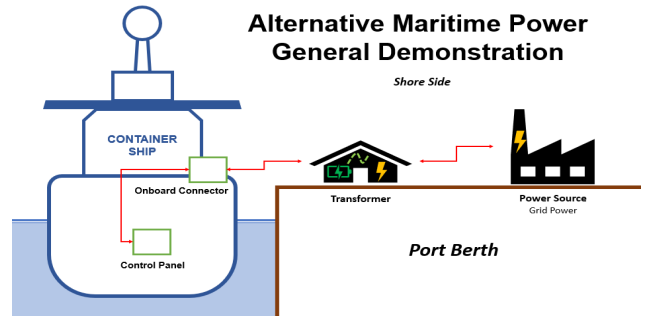 Alternative Maritime Power
General Demonstration
Shore Side
CONTAINER
SHIP
Onboard Connector
Control Panel
Transformer
Power Source
Grid Power
Port Berth